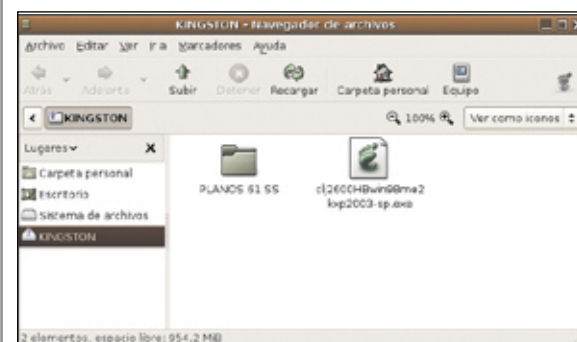 KINGSTON - Navegador de archivos
Archivo Editar Ver Ir a Marcadores Ayuda
Atrás Adelante Subir Detener Recargar Carpeta personal Equipo
KINGSTON 100% Ver como iconos
Lugares
Carpeta personal
Escritorio
Sistema de archivos
KINGSTON
PLANOS 61 SS
2 elementos, espacio libre: 954,2 MiB